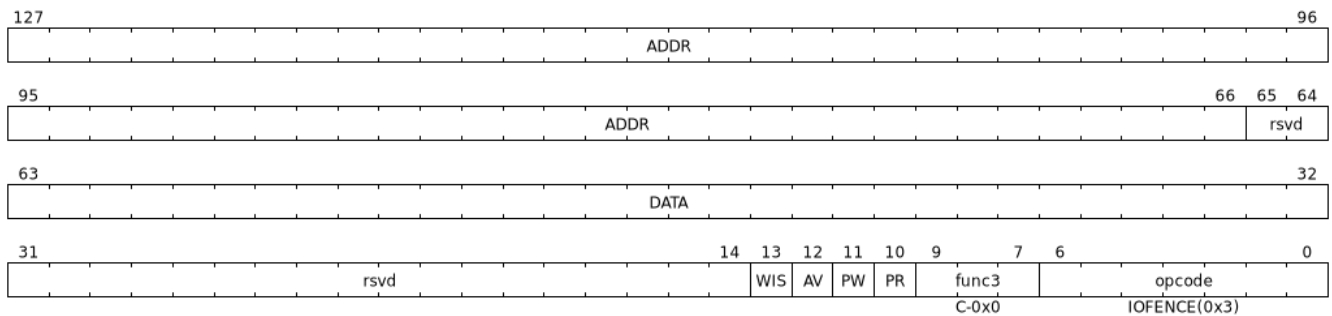 127 96
ADDR
95 66 65 64
ADDR rsvd
63 32
DATA
31 14 13 12 11 10 9 7 6 0
rsvd WIS AV PW PR func3 opcode
C-0x0 IOFENCE(0x3)